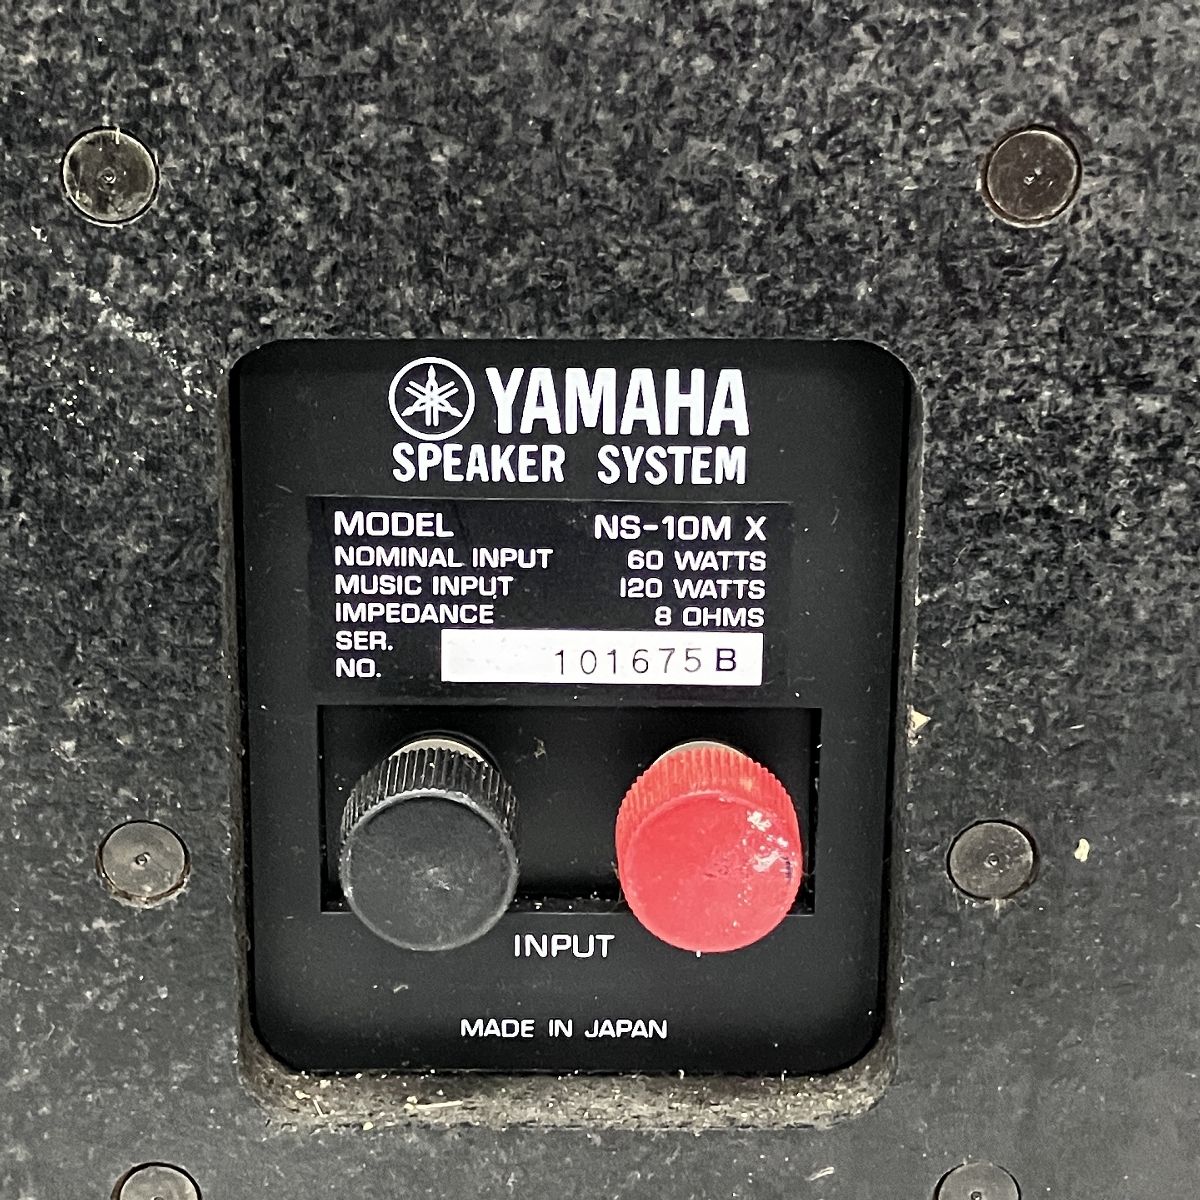 YAMAHA
SPEAKER SYSTEM
MODEL NS-10M X
NOMINAL INPUT 60 WATTS
MUSIC INPUT 120 WATTS
IMPEDANCE 8 OHMS
SER.
NO. 101675B
INPUT
MADE IN JAPAN